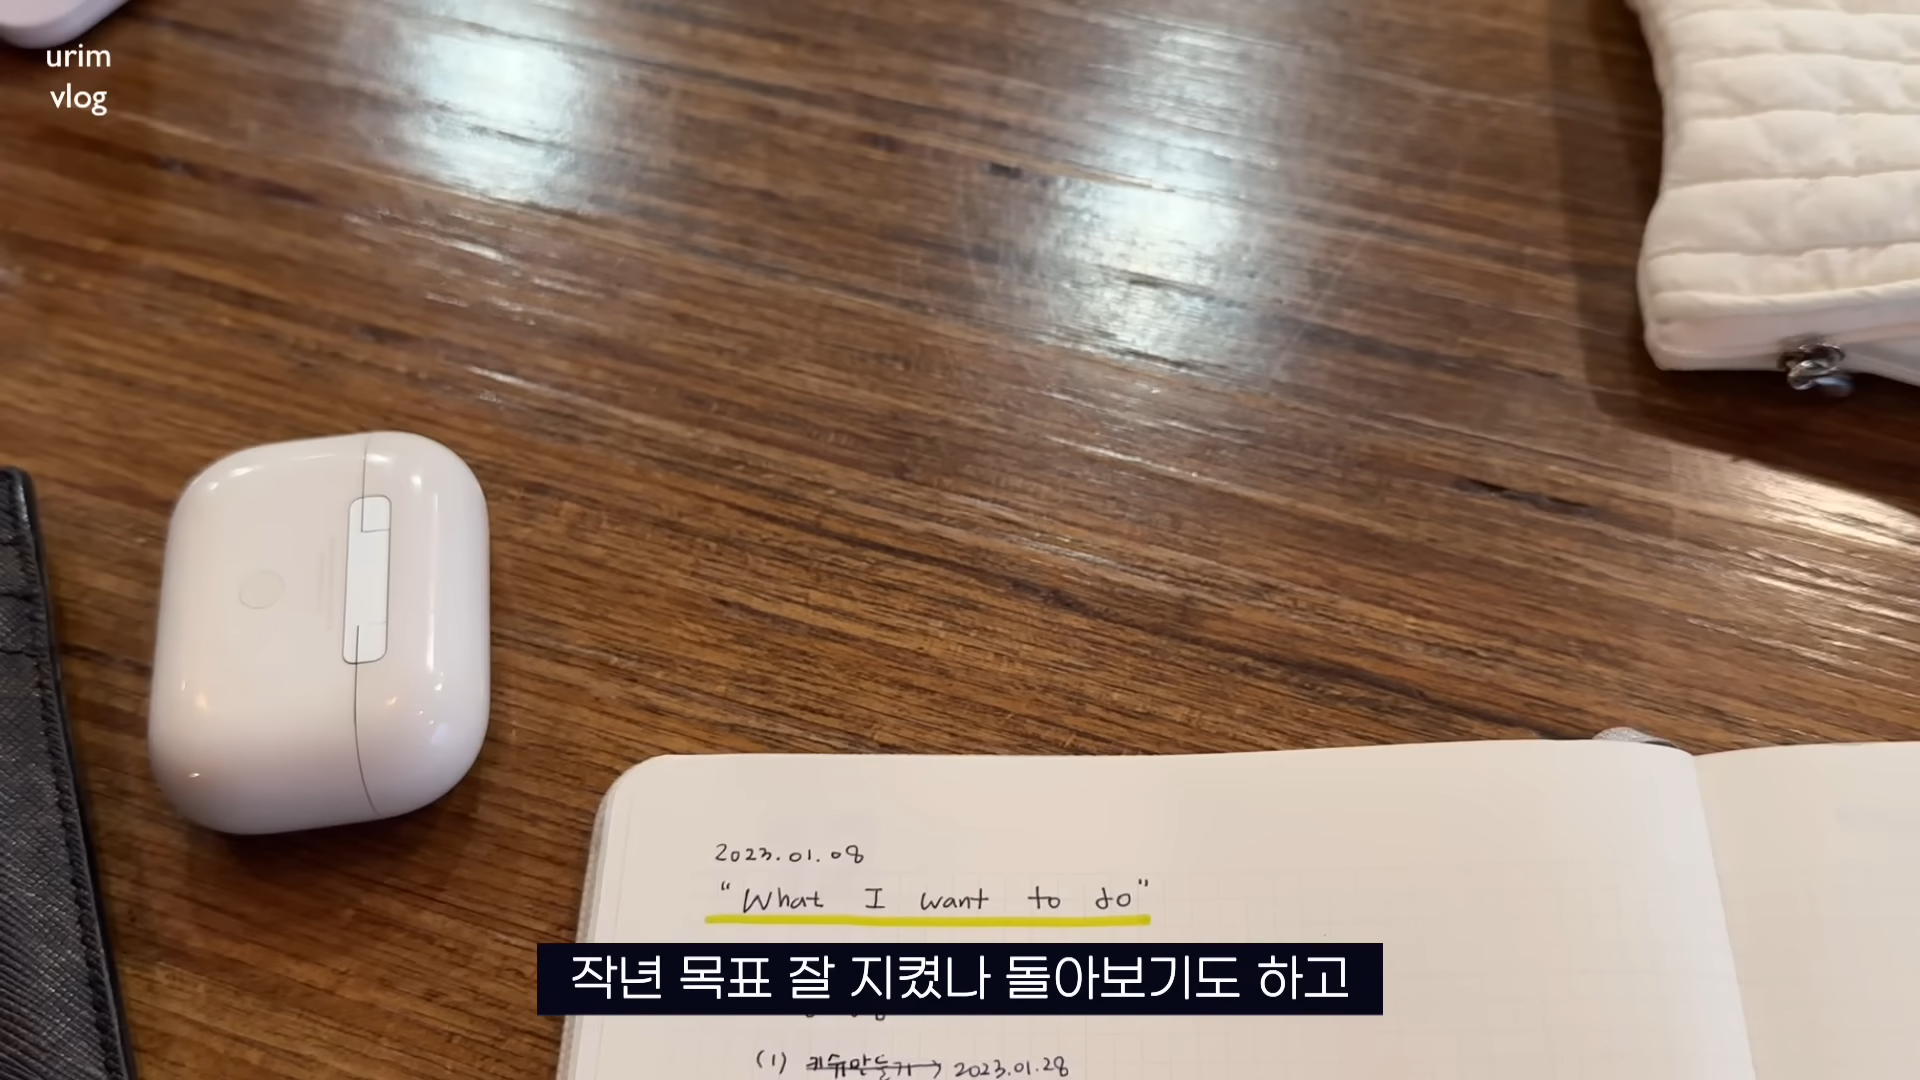 urim
vlog
2023.01.08
"What I want to do"
작년 목표 잘 지켰나 돌아보기도 하고
(1) 키슈만들기 → 2023.01.28